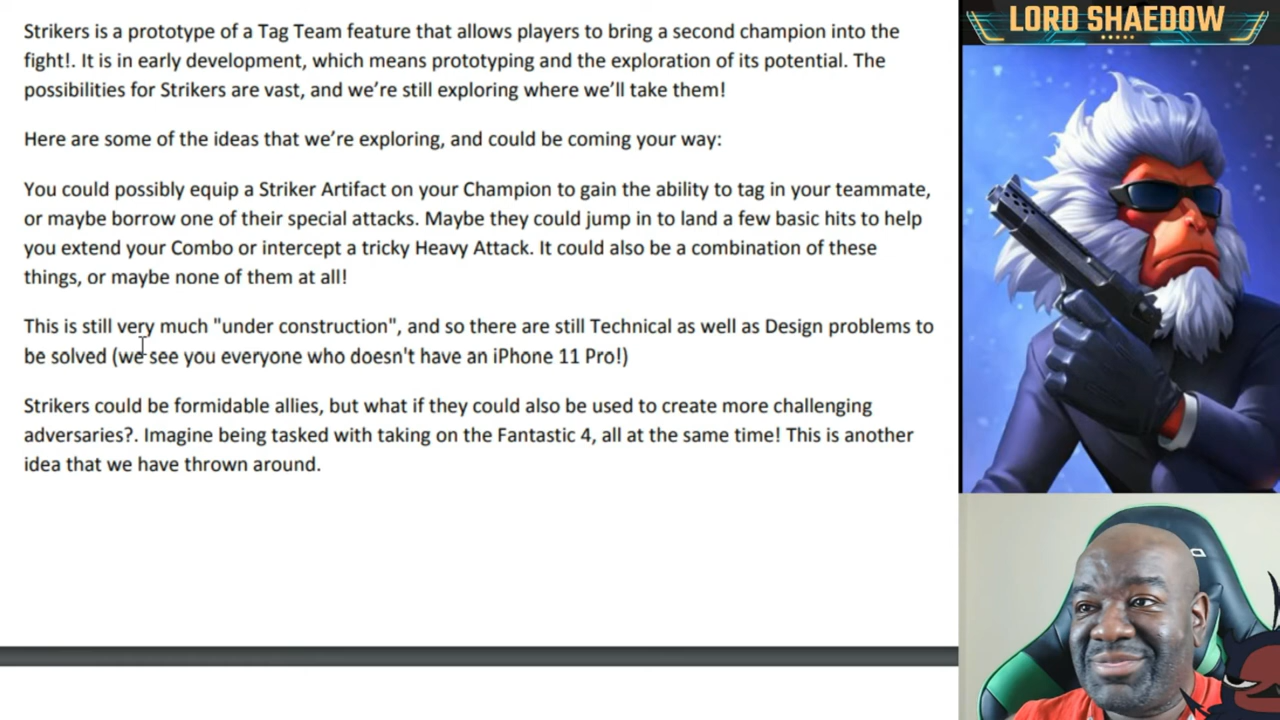 LORD SHAEDOW
Strikers is a prototype of a Tag Team feature that allows players to bring a second champion into the
fight!. It is in early development, which means prototyping and the exploration of its potential. The
possibilities for Strikers are vast, and we’re still exploring where we’ll take them!
Here are some of the ideas that we’re exploring, and could be coming your way:
You could possibly equip a Striker Artifact on your Champion to gain the ability to tag in your teammate,
or maybe borrow one of their special attacks. Maybe they could jump in to land a few basic hits to help
you extend your Combo or intercept a tricky Heavy Attack. It could also be a combination of these
things, or maybe none of them at all!
This is still very much "under construction", and so there are still Technical as well as Design problems to
be solved (we see you everyone who doesn't have an iPhone 11 Pro!)
Strikers could be formidable allies, but what if they could also be used to create more challenging
adversaries?. Imagine being tasked with taking on the Fantastic 4, all at the same time! This is another
idea that we have thrown around.